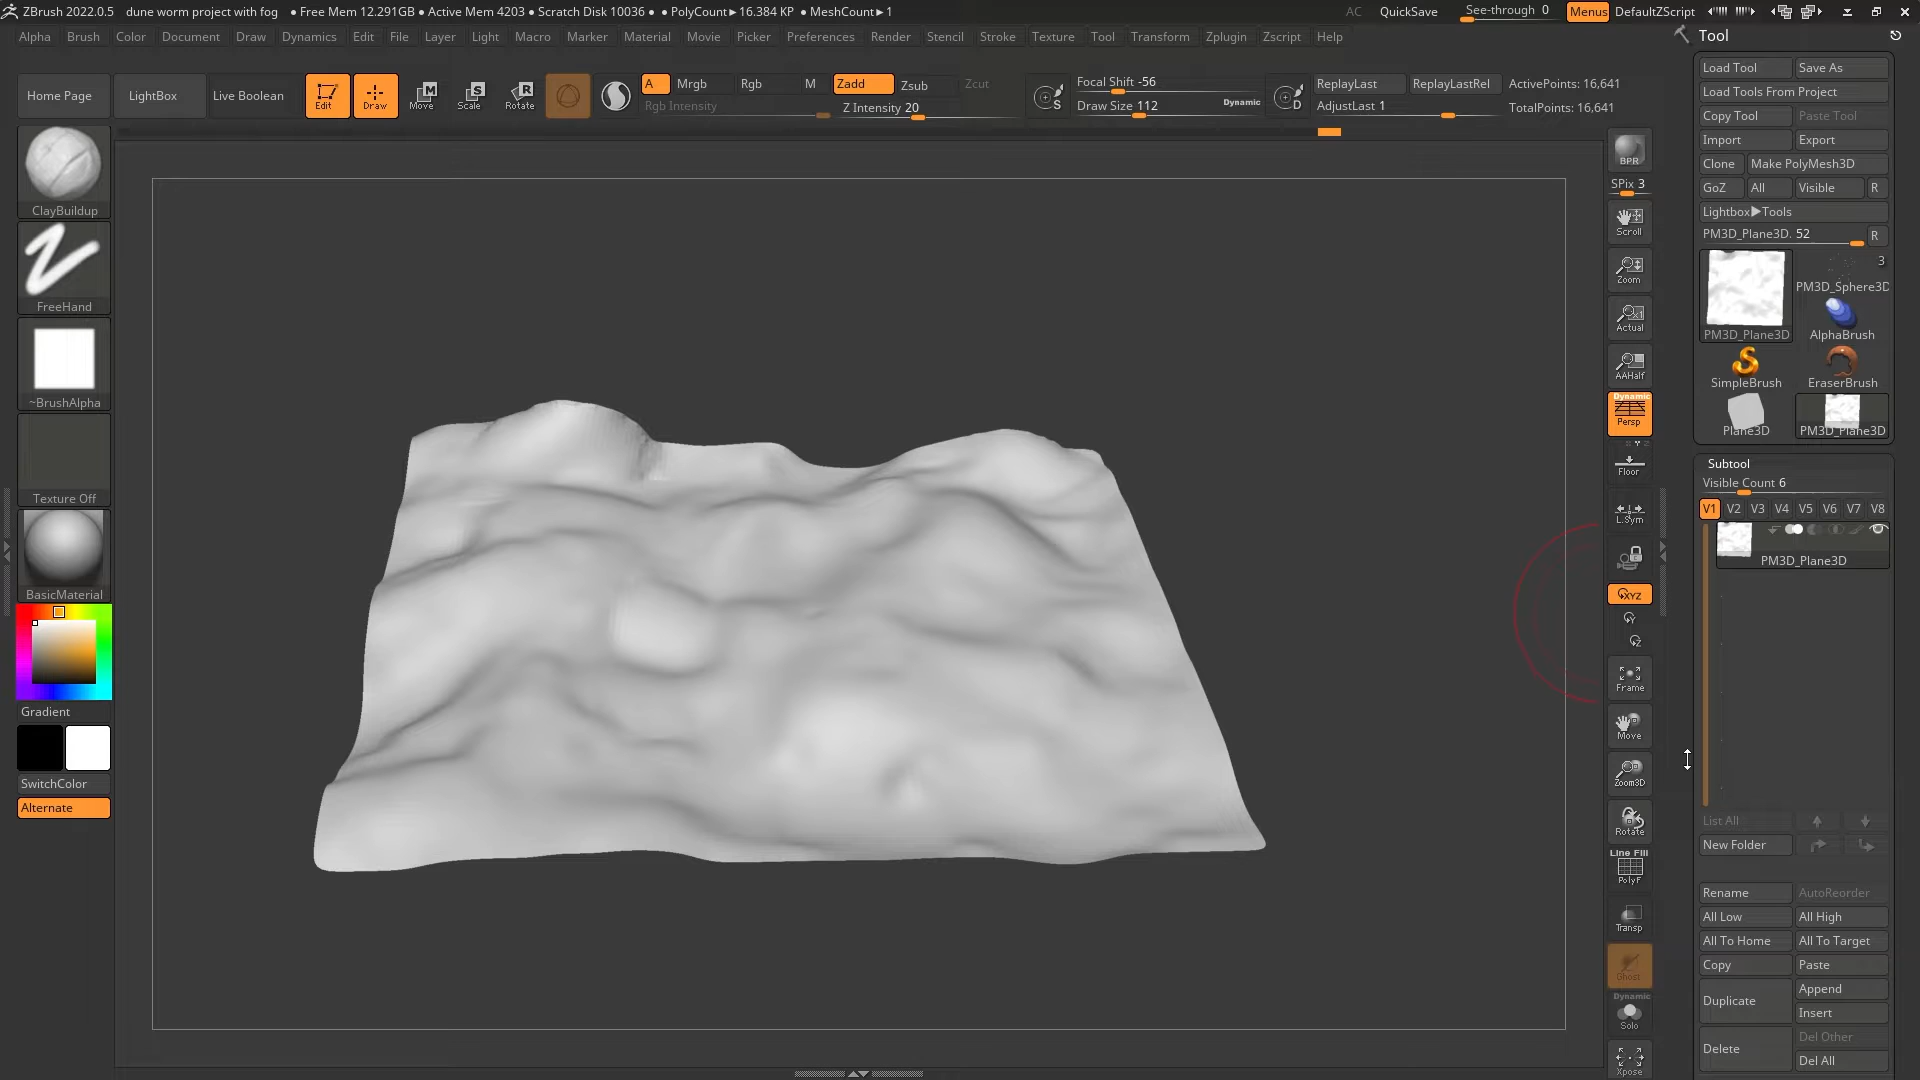 ZBrush 2022.0.5 dune worm project with fog ● Free Mem 12.291GB ● Active Mem 4203 ● Scratch Disk 10036 ● ● PolyCount►16.384 KP ● MeshCount►1 AC QuickSave See-through 0 Menus DefaultZScript
Alpha Brush Color Document Draw Dynamics Edit File Layer Light Macro Marker Material Movie Picker Preferences Render Stencil Stroke Texture Tool Transform Zplugin Zscript Help
Home Page LightBox Live Boolean Edit Draw Move Scale Rotate
M S R
A Mrgb Rgb M Zadd Zsub Zcut
Rgb Intensity Z Intensity 20
S Focal Shift -56
Draw Size 112 Dynamic
D ReplayLast ReplayLastRel ActivePoints: 16,641
AdjustLast 1 TotalPoints: 16,641
ClayBuildup
FreeHand
~BrushAlpha
Texture Off
BasicMaterial
Gradient
SwitchColor
Alternate
BPR
SPix 3
Scroll
Zoom
Actual
AAHalf
Dynamic
Persp
Floor
L.Sym
XYZ
Y
Z
Frame
Move
Zoom3D
Rotate
Line Fill
PolyF
Transp
Ghost
Dynamic
Solo
Xpose
Tool
Load Tool Save As
Load Tools From Project
Copy Tool Paste Tool
Import Export
Clone Make PolyMesh3D
GoZ All Visible R
Lightbox►Tools
PM3D_Plane3D. 52 R
3
PM3D_Sphere3D
PM3D_Plane3D AlphaBrush
SimpleBrush EraserBrush
Plane3D PM3D_Plane3D
Subtool
Visible Count 6
V1 V2 V3 V4 V5 V6 V7 V8
PM3D_Plane3D
List All
New Folder
Rename AutoReorder
All Low All High
All To Home All To Target
Copy Paste
Duplicate Append
Insert
Delete Del Other
Del All